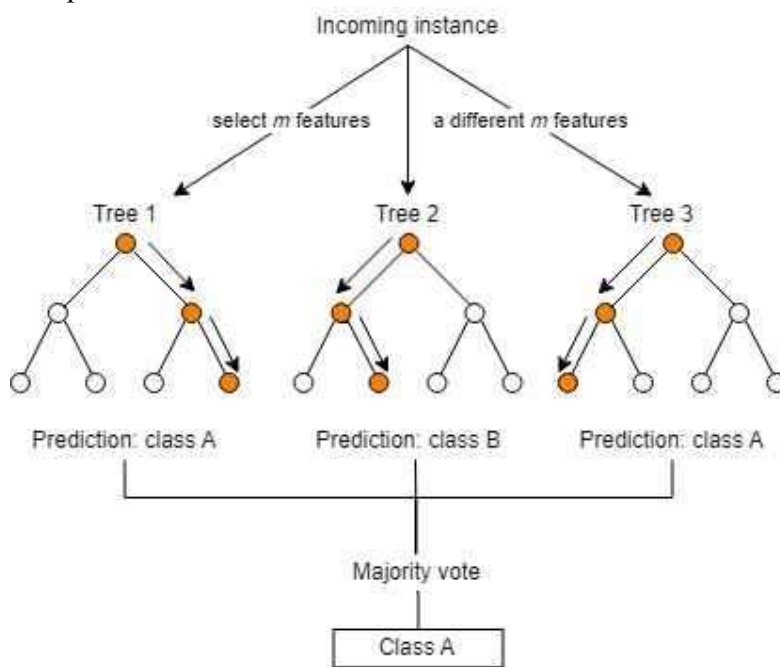 Incoming instance
select m features
a different m features
Tree 1
Tree 2
Tree 3
Prediction: class A
Prediction: class B
Prediction: class A
Majority vote
Class A